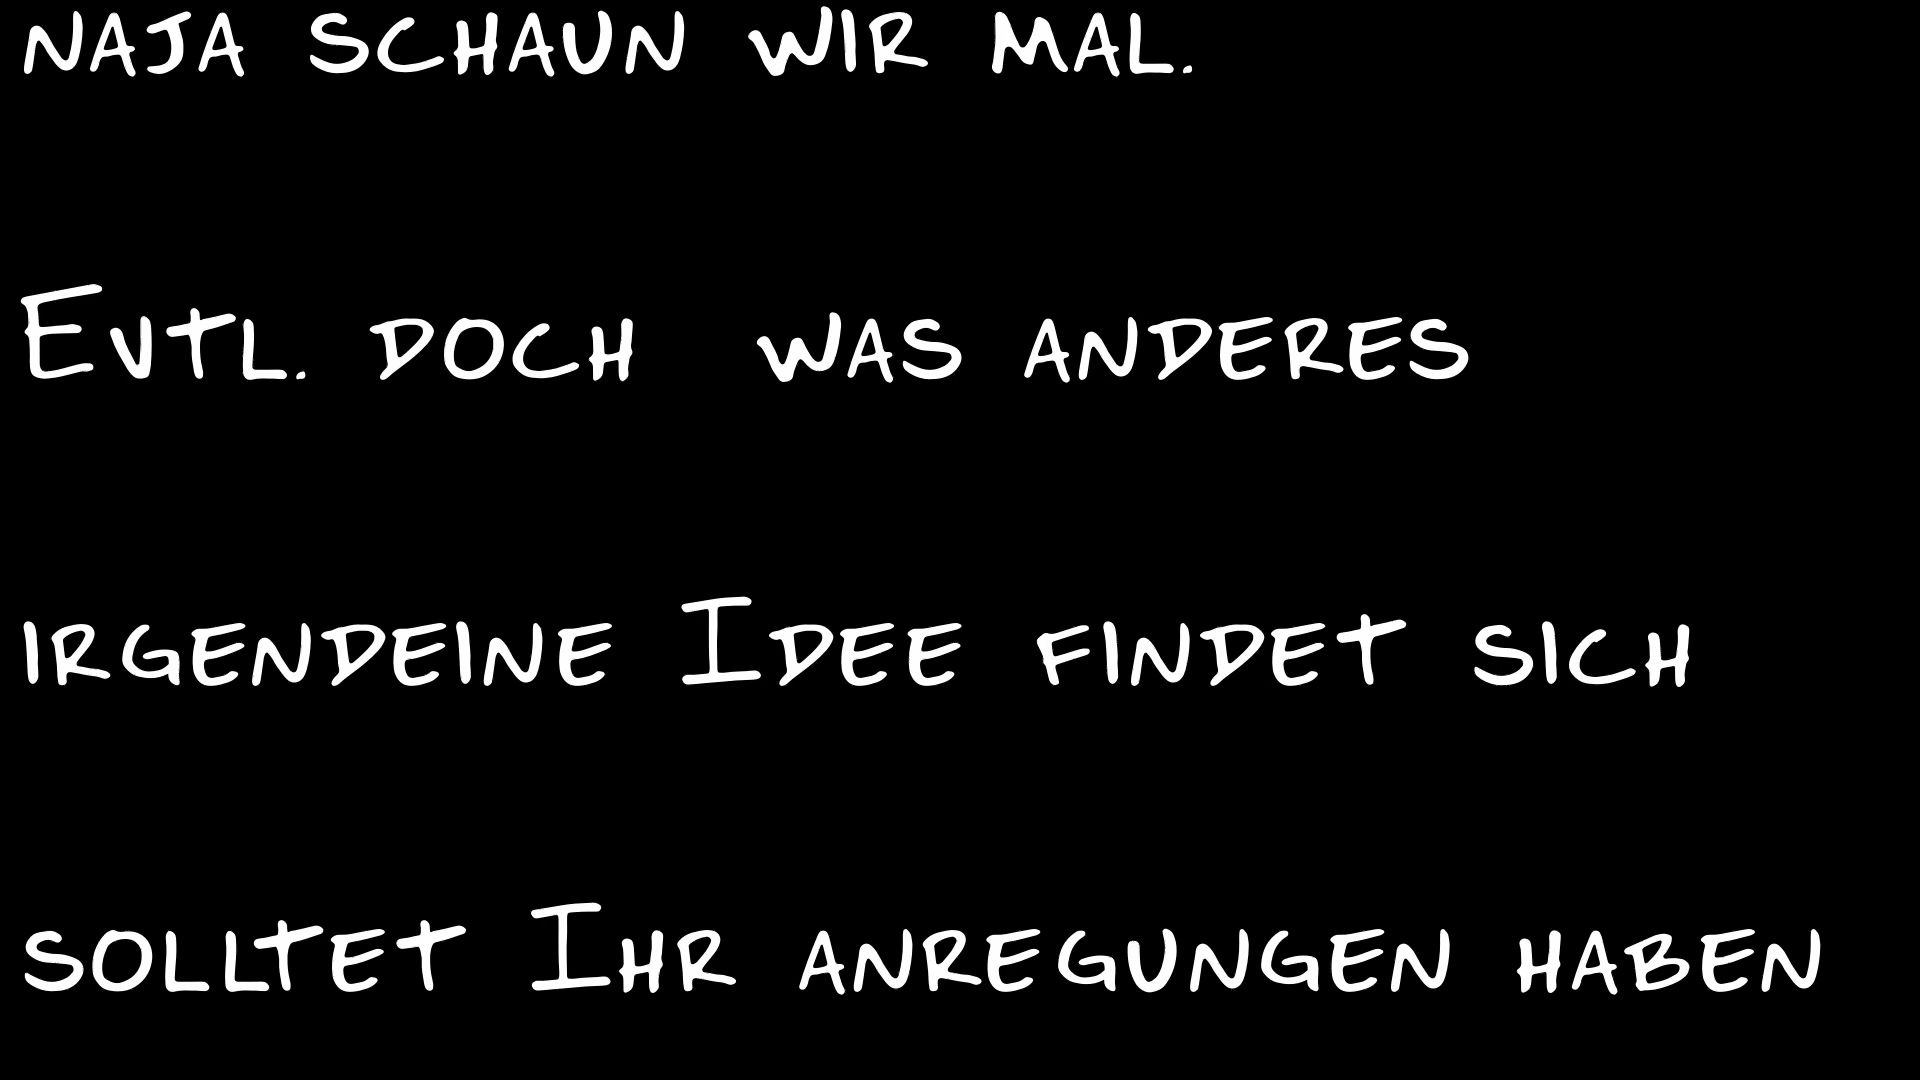 naja schaun wir mal.
Evtl. doch  was anderes
irgendeine Idee findet sich
solltet Ihr anregungen haben